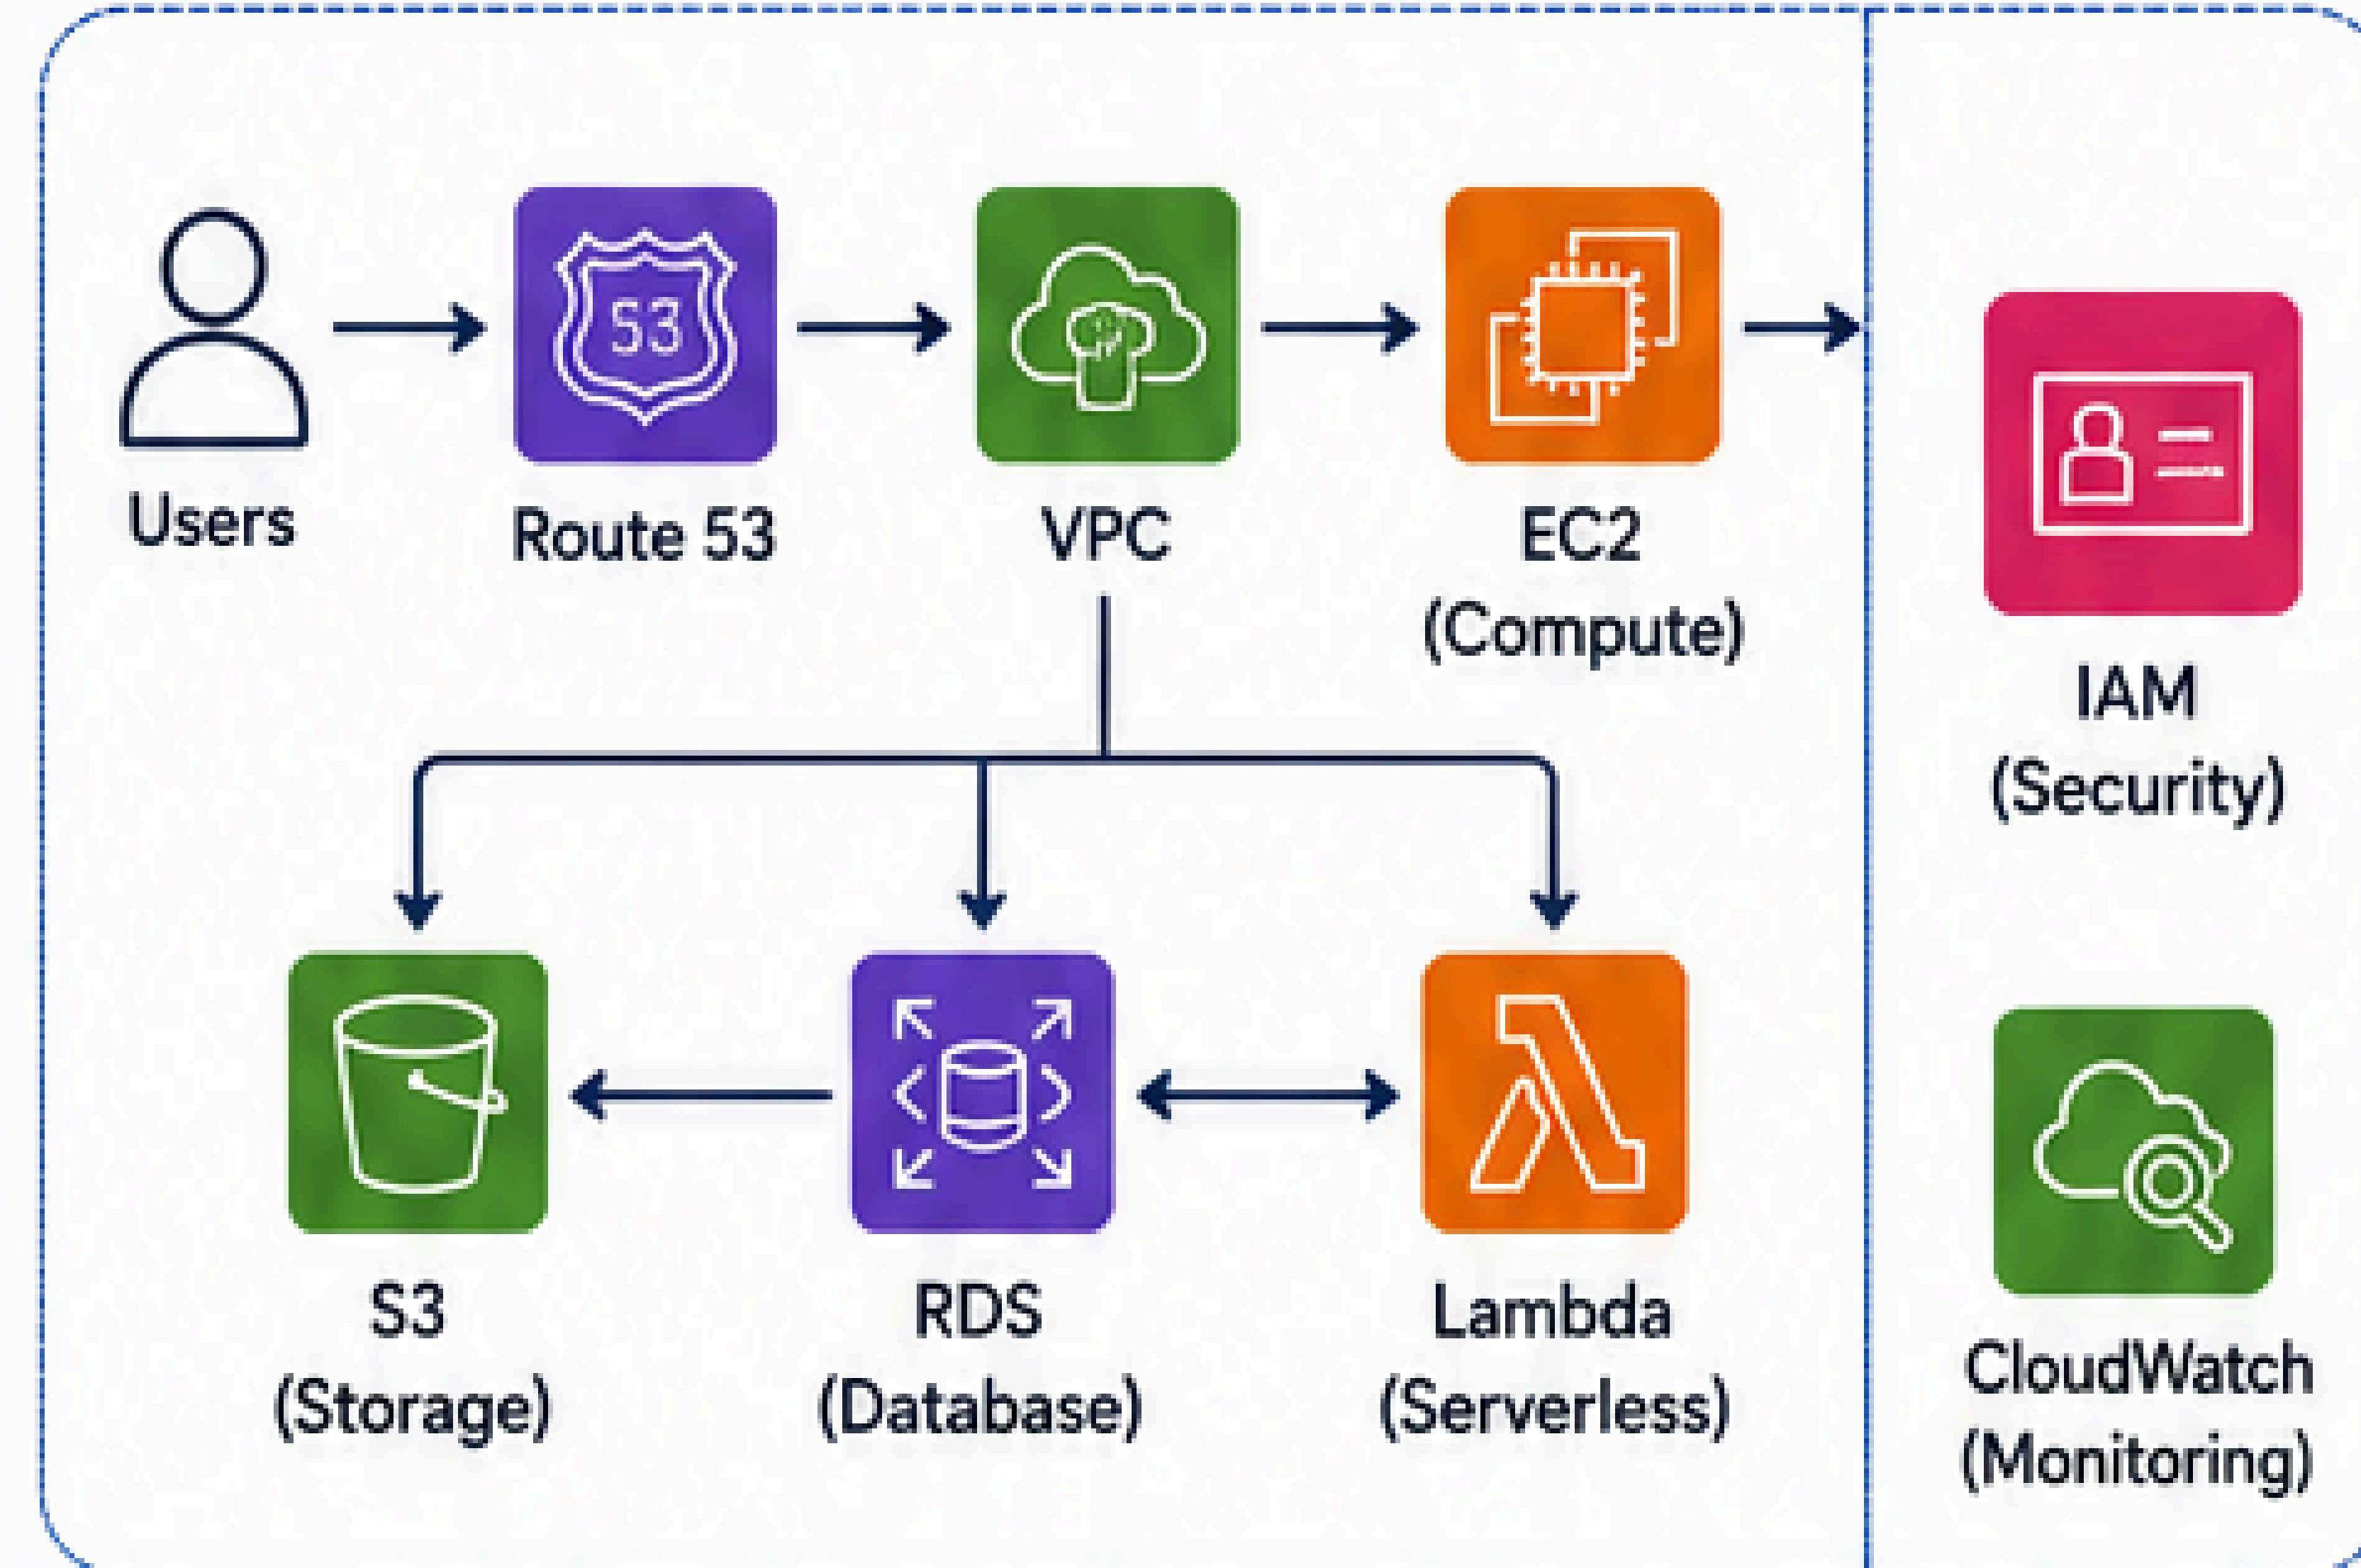 53
Users
Route 53
VPC
EC2
(Compute)
IAM
(Security)
S3
(Storage)
RDS
(Database)
Lambda
(Serverless)
CloudWatch
(Monitoring)